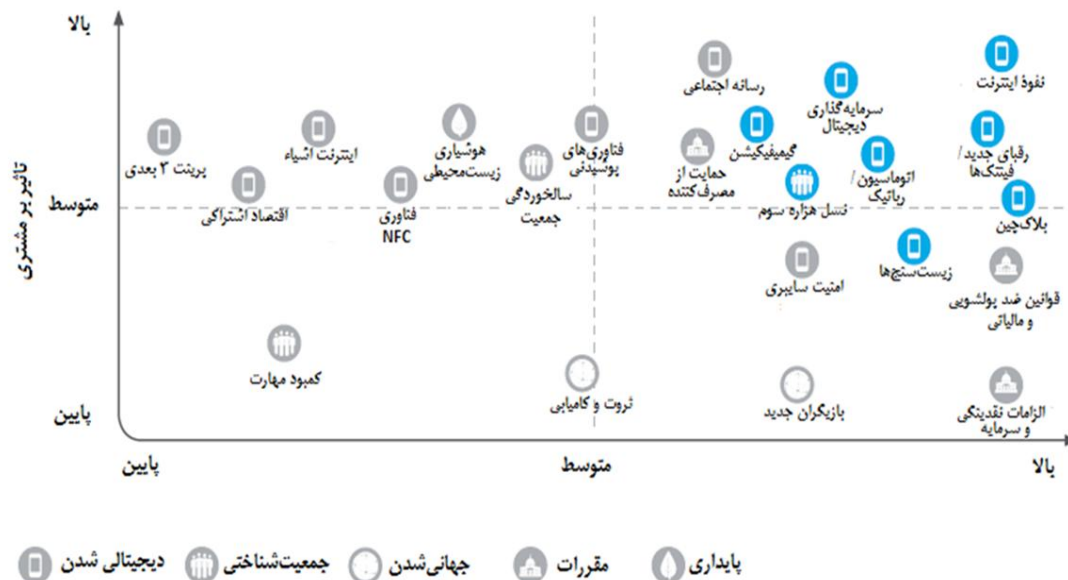 بالا
رسانه اجتماعی
نفوذ اینترنت
سرمایه‌گذاری
دیجیتال
پرینت ۳ بعدی
اینترنت اشیاء
هوشیاری
زیست‌محیطی
فناوری‌های
پوشیدنی
گیمیفیکیشن
رقبای جدید/
فینتک‌ها
حمایت از
مصرف‌کننده
اتوماسیون/
رباتیک
سالخوردگی
جمعیت
تاثیر بر مشتری
متوسط
اقتصاد اشتراکی
فناوری
NFC
نسل هزاره سوم
بلاک‌چین
امنیت سایبری
زیست‌سنج‌ها
قوانین ضد پولشویی
و مالیاتی
کمبود مهارت
ثروت و کامیابی
بازیگران جدید
الزامات نقدینگی
و سرمایه
پایین
پایین
متوسط
بالا
دیجیتالی شدن
جمعیت‌شناختی
جهانی‌شدن
مقررات
پایداری